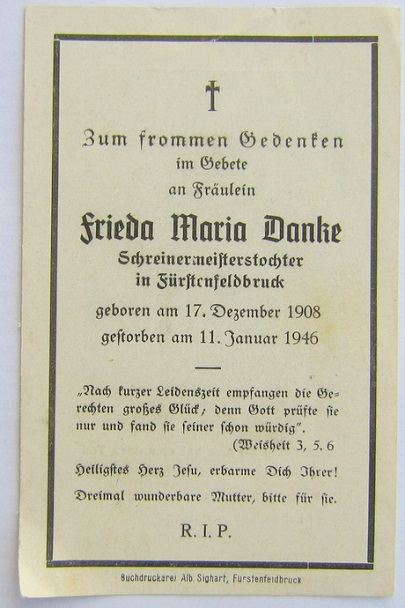 Zum frommen Gedenken
im Gebete
an Fräulein
Frieda Maria Danke
Schreinermeisterstochter
in Fürstenfeldbruck
geboren am 17. Dezember 1908
gestorben am 11. Januar 1946
„Nach kurzer Leidenszeit empfangen die Ge=
rechten großes Glück; denn Gott prüfte sie
nur und fand sie seiner schon würdig".
(Weisheit 3, 5. 6
Heiligstes Herz Jesu, erbarme Dich Ihrer!
Dreimal wunderbare Mutter, bitte für sie.
R. I. P.
Buchdruckerei Alb. Sighart, Fürstenfeldbruck